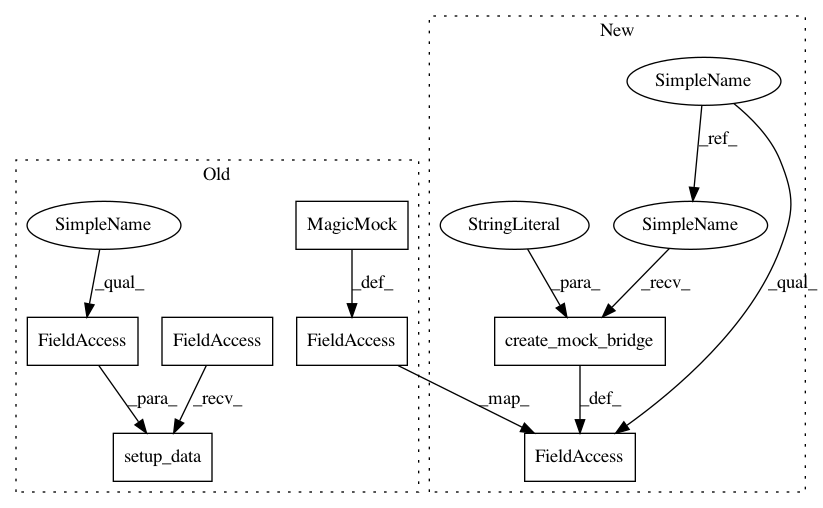 New
SimpleName
_ref_
Old
SimpleName
MagicMock
StringLiteral
SimpleName
_qual_
_def_
_para_
_recv_
_qual_
FieldAccess
FieldAccess
FieldAccess
create_mock_bridge
_para_
_recv_
_map_
_def_
setup_data
FieldAccess